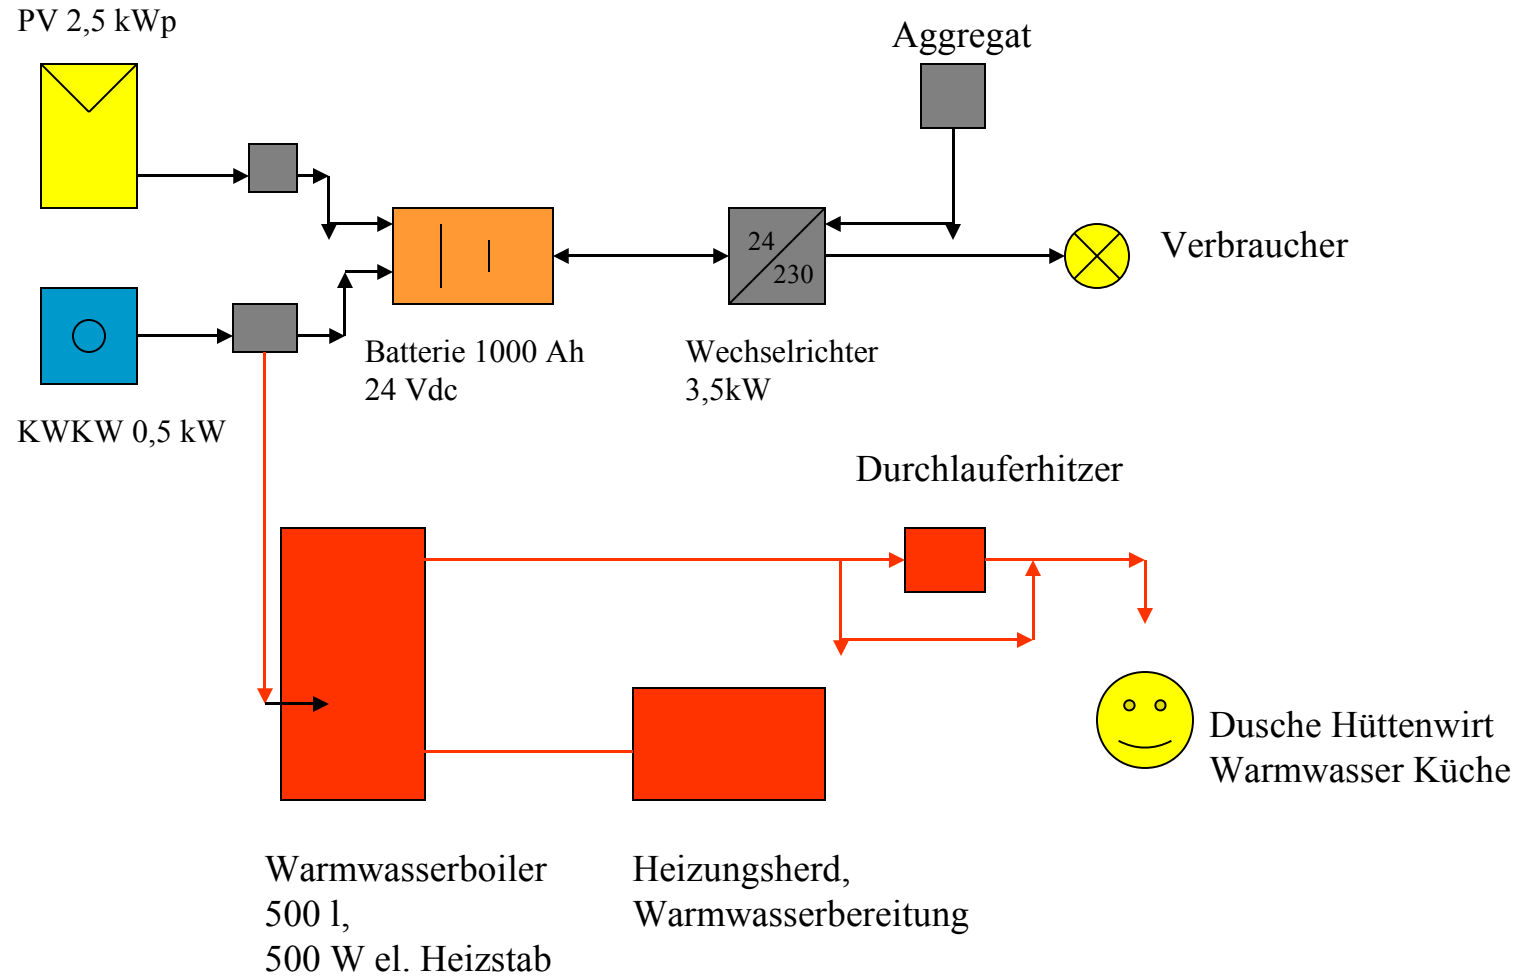 PV 2,5 kWp
Aggregat
24
230
Verbraucher
Batterie 1000 Ah
24 Vdc
Wechselrichter
3,5kW
KWKW 0,5 kW
Durchlauferhitzer
Dusche Hüttenwirt
Warmwasser Küche
Warmwasserboiler
500 l,
500 W el. Heizstab
Heizungsherd,
Warmwasserbereitung